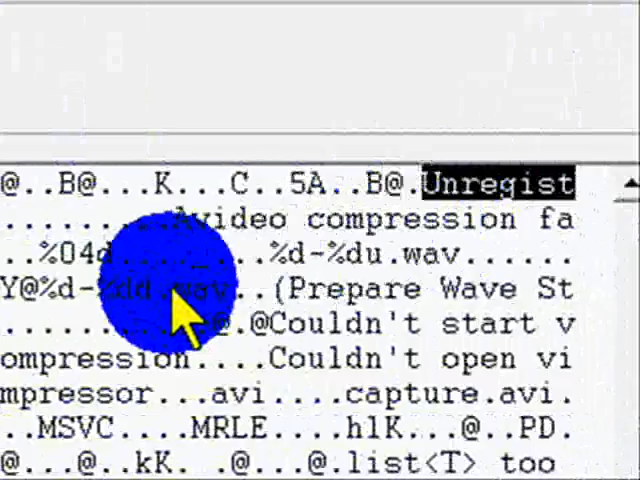 @..B@...K...C..5A..B@.Unregist
..........Avideo compression fa
..%04d...._...%d-%du.wav......
Y@%d-%dd.wav..(Prepare Wave St
............@.@Couldn't start v
ompression....Couldn't open vi
mpressor...avi....capture.avi.
..MSVC....MRLE....h1K...@..PD.
@...@..kK. .@...@.list<T> too